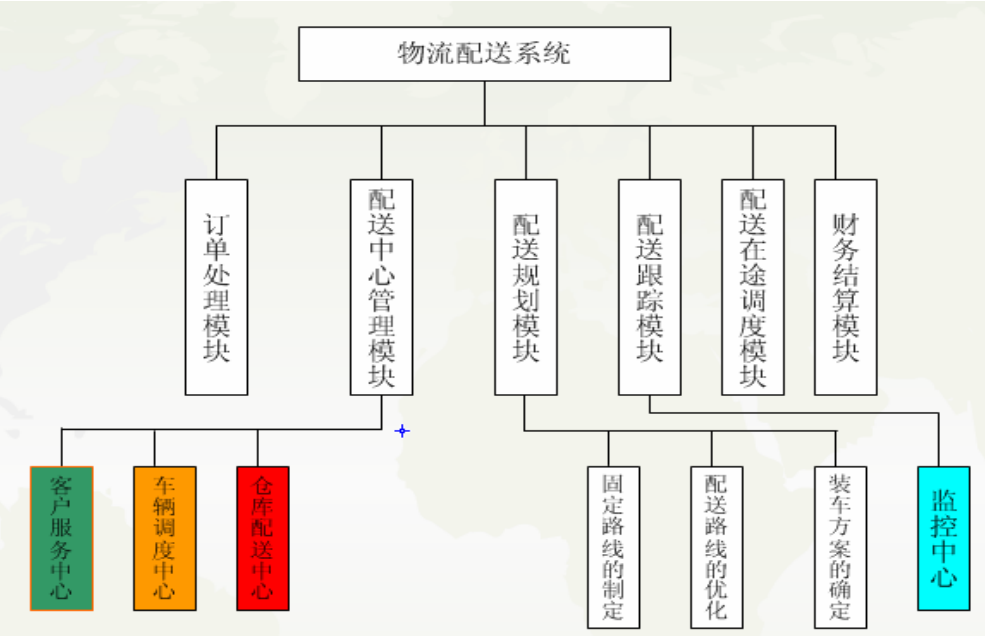 物流配送系统
订单处理模块
配送中心管理模块
配送规划模块
配送跟踪模块
配送在途调度模块
财务结算模块
客户服务中心
车辆调度中心
仓库配送中心
固定路线的制定
配送路线的优化
装车方案的确定
监控中心